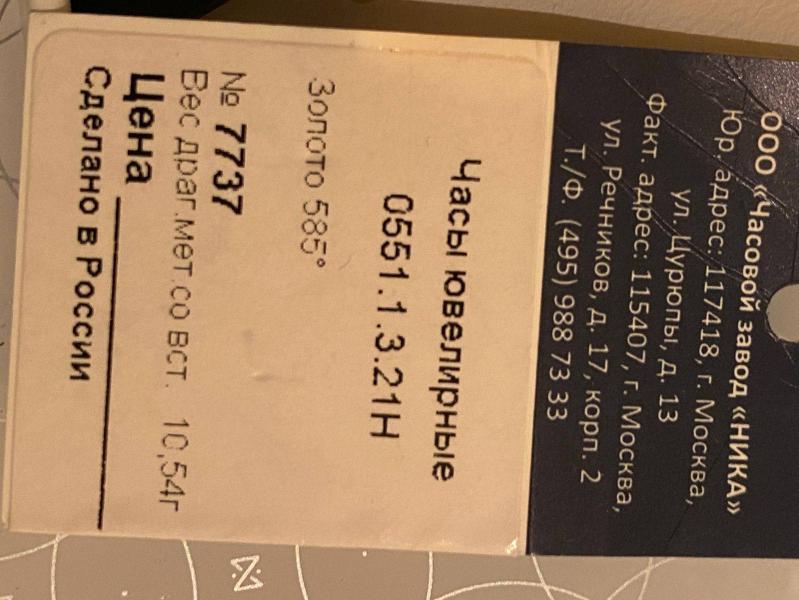 ООО «Часовой завод «НИКА»
Юр. адрес: 117418, г. Москва,
ул. Цурюпы, д. 13
Факт. адрес: 115407, г. Москва,
ул. Речников, д. 17, корп. 2
Т./Ф. (495) 988 73 33
Часы ювелирные
0551.1.3.21Н
Золото 585°
№ 7737
Вес драг.мет.со вст. 10,54г
Цена
Сделано в России